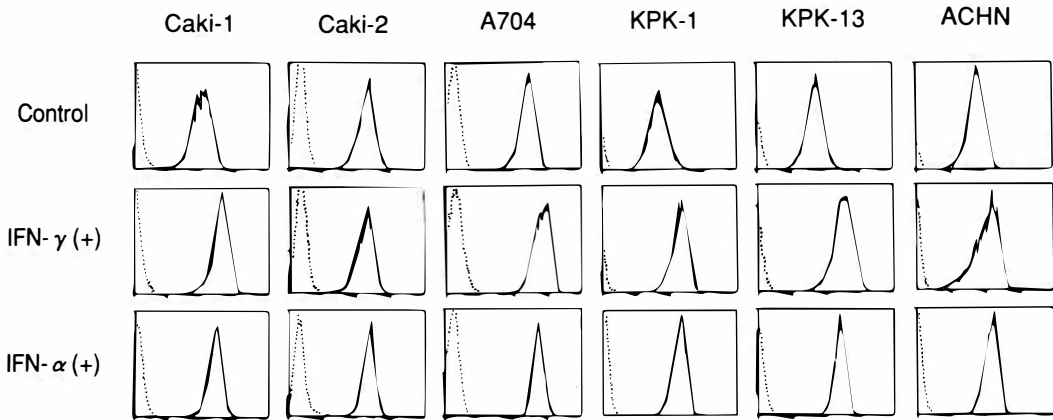 Caki-1 Caki-2 A704 KPK-1 KPK-13 ACHN
Control
IFN- γ (+)
IFN- α (+)